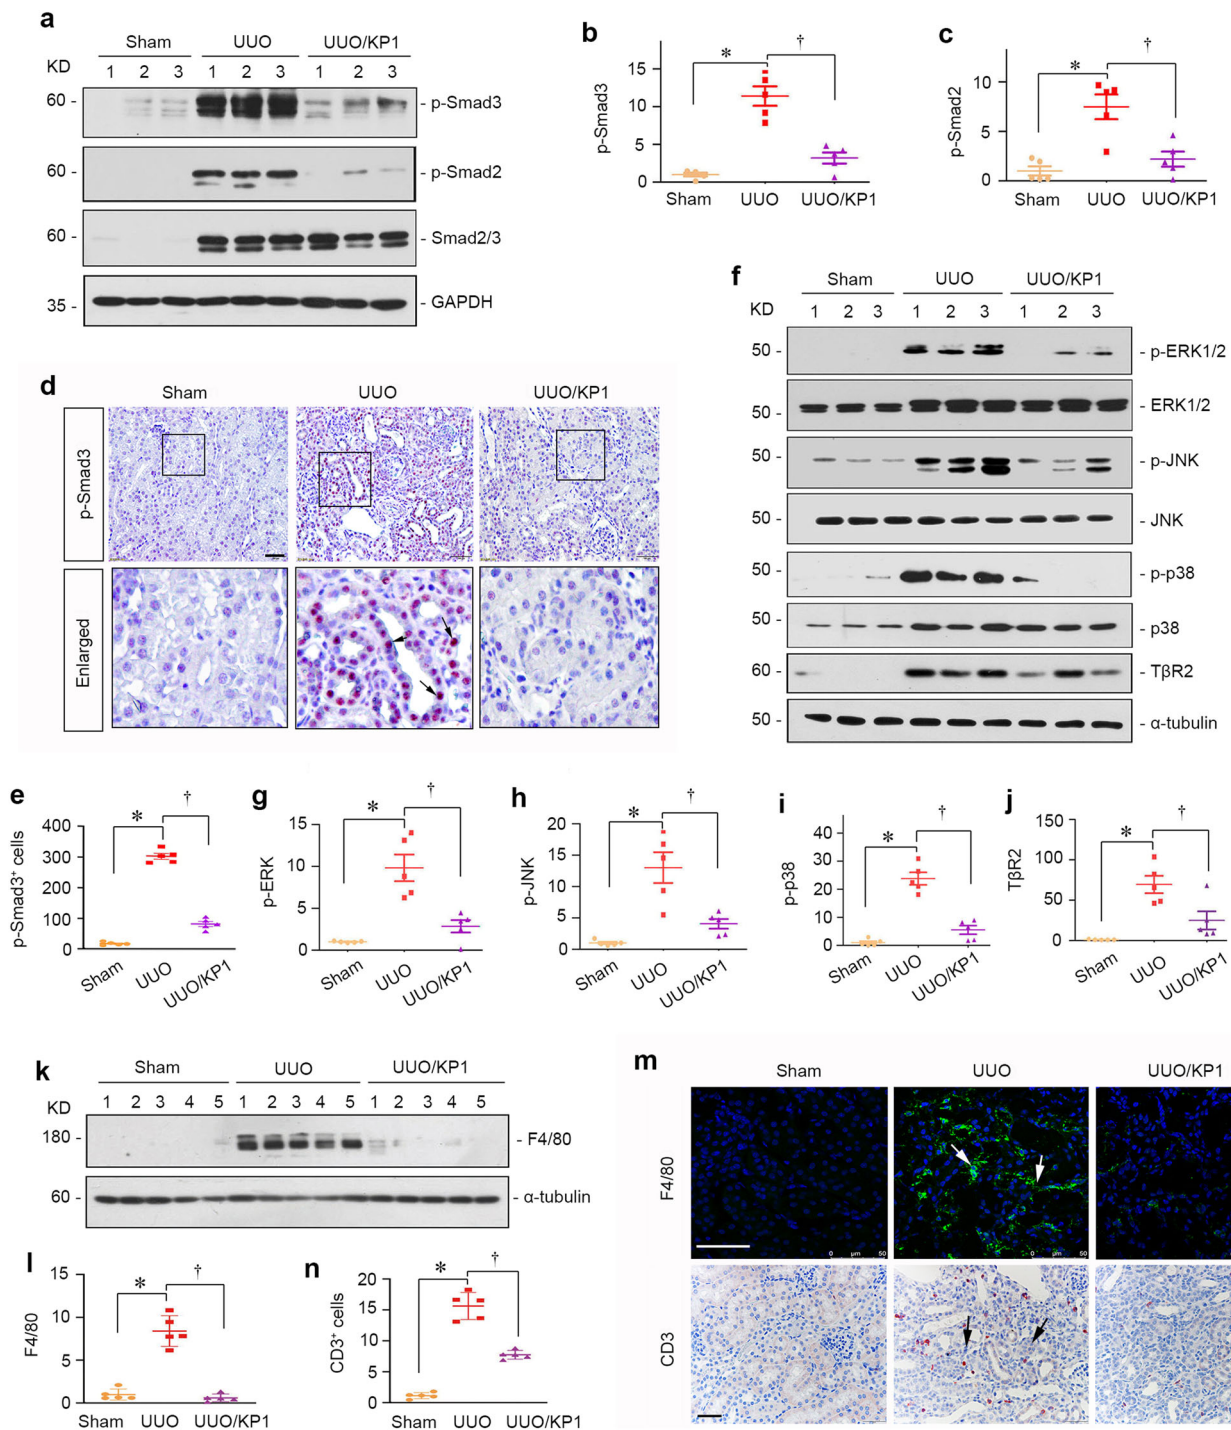 a
Sham UUO UUO/KP1
KD 1 2 3 1 2 3 1 2 3
60 - - p-Smad3
60 - - p-Smad2
60 - - Smad2/3
35 - - GAPDH
b
p-Smad3
15
10
5
0
* †
Sham UUO UUO/KP1
c
p-Smad2
10
5
0
* †
Sham UUO UUO/KP1
d
Sham UUO UUO/KP1
p-Smad3
Enlarged
e
p-Smad3⁺ cells
400
300
200
100
0
* †
Sham UUO UUO/KP1
f
Sham UUO UUO/KP1
KD 1 2 3 1 2 3 1 2 3
50 - - p-ERK1/2
50 - - ERK1/2
50 - - p-JNK
50 - - JNK
50 - - p-p38
50 - - p38
60 - - TβR2
50 - - α-tubulin
g
p-ERK
15
10
5
0
* †
Sham UUO UUO/KP1
h
p-JNK
20
15
10
5
0
* †
Sham UUO UUO/KP1
i
p-p38
40
30
20
10
0
* †
Sham UUO UUO/KP1
j
TβR2
150
100
50
0
* †
Sham UUO UUO/KP1
k
Sham UUO UUO/KP1
KD 1 2 3 4 5 1 2 3 4 5 1 2 3 4 5
180 - - F4/80
60 - - α-tubulin
l
F4/80
15
10
5
0
* †
Sham UUO UUO/KP1
m
Sham UUO UUO/KP1
F4/80
0 µm 50
0 µm 50
0 µm 50
CD3
n
CD3⁺ cells
20
15
10
5
0
* †
Sham UUO UUO/KP1